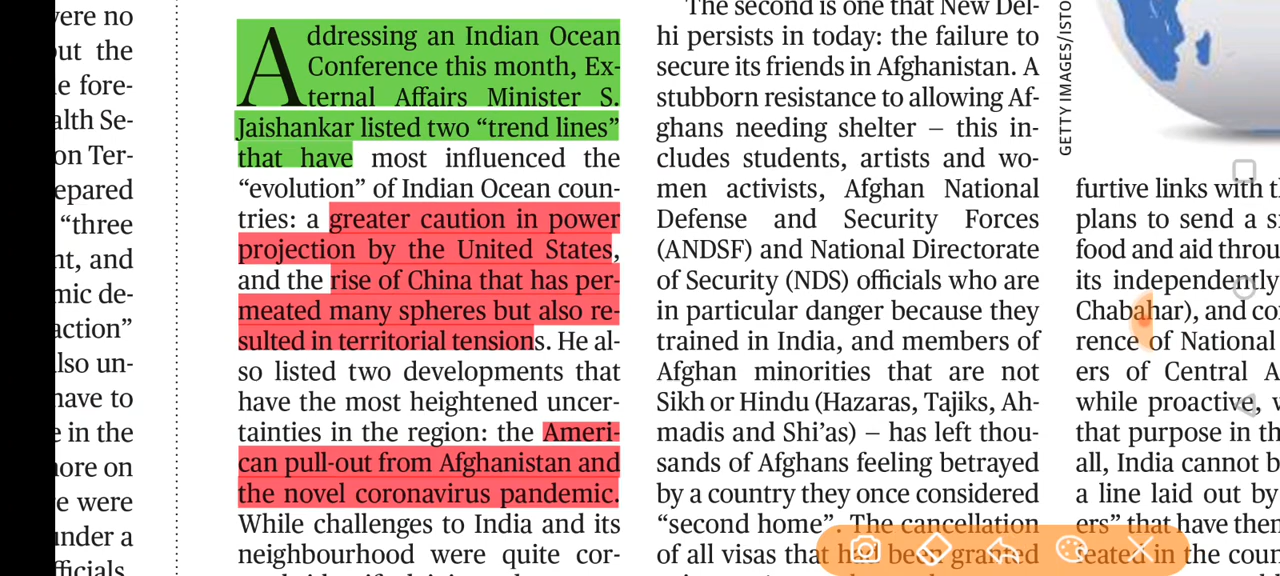 ere no
out the
e fore-
alth Se-
on Ter-
epared
“three
nt, and
mic de-
action”
lso un-
have to
e in the
ore on
e were
under a
fficials
Addressing an Indian Ocean
Conference this month, Ex-
ternal Affairs Minister S.
Jaishankar listed two “trend lines”
that have most influenced the
“evolution” of Indian Ocean coun-
tries: a greater caution in power
projection by the United States,
and the rise of China that has per-
meated many spheres but also re-
sulted in territorial tensions. He al-
so listed two developments that
have the most heightened uncer-
tainties in the region: the Ameri-
can pull-out from Afghanistan and
the novel coronavirus pandemic.
While challenges to India and its
neighbourhood were quite cor-
The second is one that New Del-
hi persists in today: the failure to
secure its friends in Afghanistan. A
stubborn resistance to allowing Af-
ghans needing shelter – this in-
cludes students, artists and wo-
men activists, Afghan National
Defense and Security Forces
(ANDSF) and National Directorate
of Security (NDS) officials who are
in particular danger because they
trained in India, and members of
Afghan minorities that are not
Sikh or Hindu (Hazaras, Tajiks, Ah-
madis and Shi’as) – has left thou-
sands of Afghans feeling betrayed
by a country they once considered
“second home”. The cancellation
of all visas that had been granted
GETTY IMAGES/ISTO
furtive links with t
plans to send a s
food and aid throu
its independently
Chabahar), and co
rence of National
ers of Central A
while proactive, w
that purpose in th
all, India cannot b
a line laid out by
ers” that have then
reated in the coun